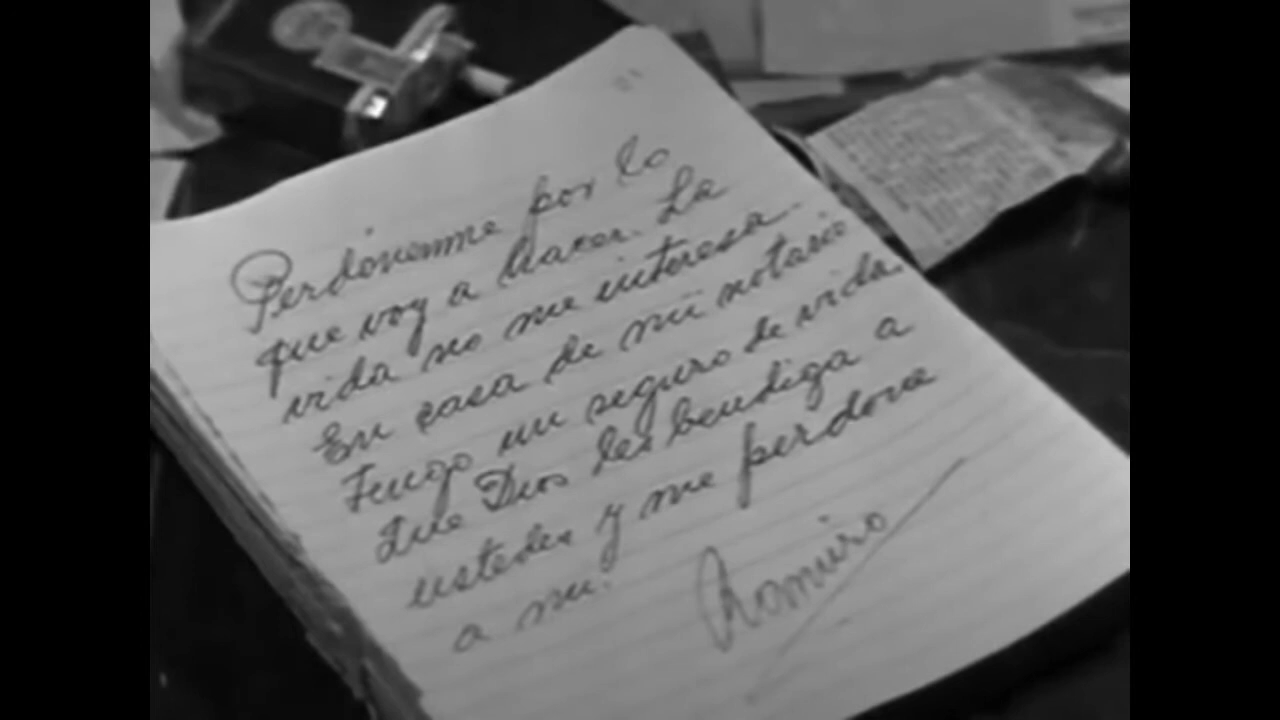 Perdónenme por lo
que voy a hacer. La
vida no me interesa.
En casa de mi notario
tengo un seguro de vida.
Que Dios les bendiga a
ustedes y me perdone
a mi.
Ramiro